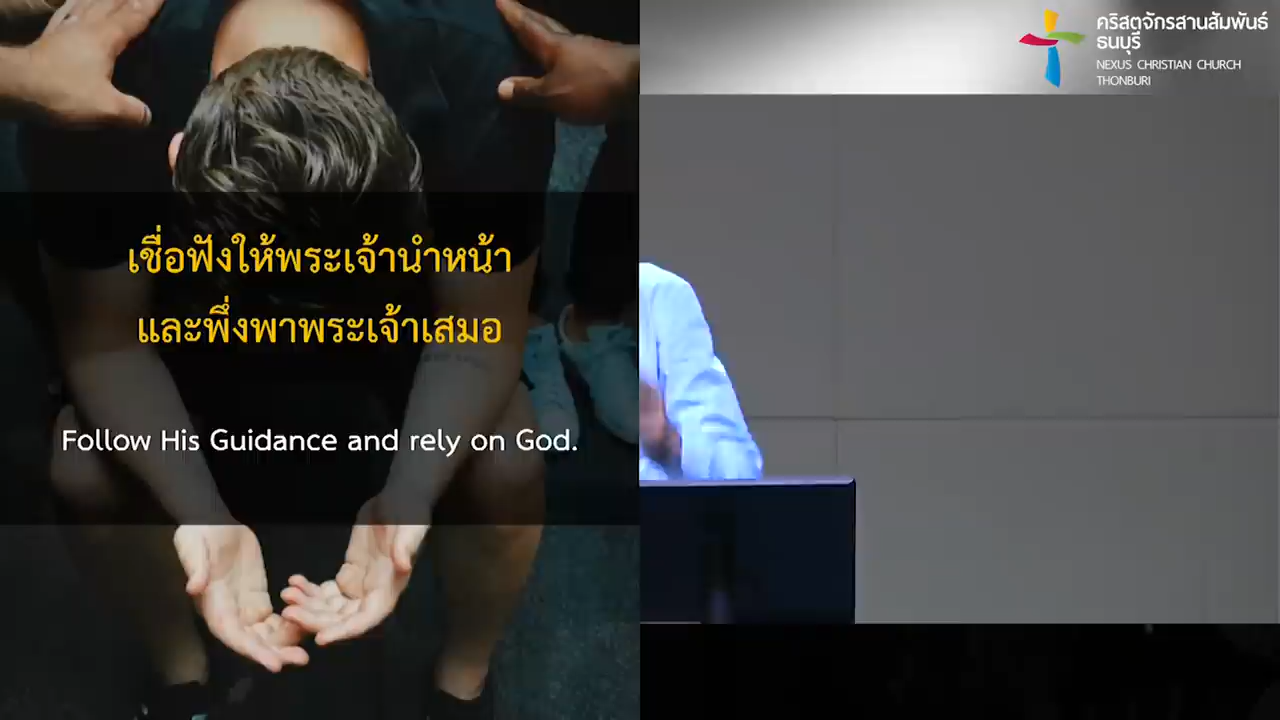 เชื่อฟังให้พระเจ้านำหน้า
และพึ่งพาพระเจ้าเสมอ
Follow His Guidance and rely on God.
คริสตจักรสานสัมพันธ์
ธนบุรี
NEXUS CHRISTIAN CHURCH
THONBURI